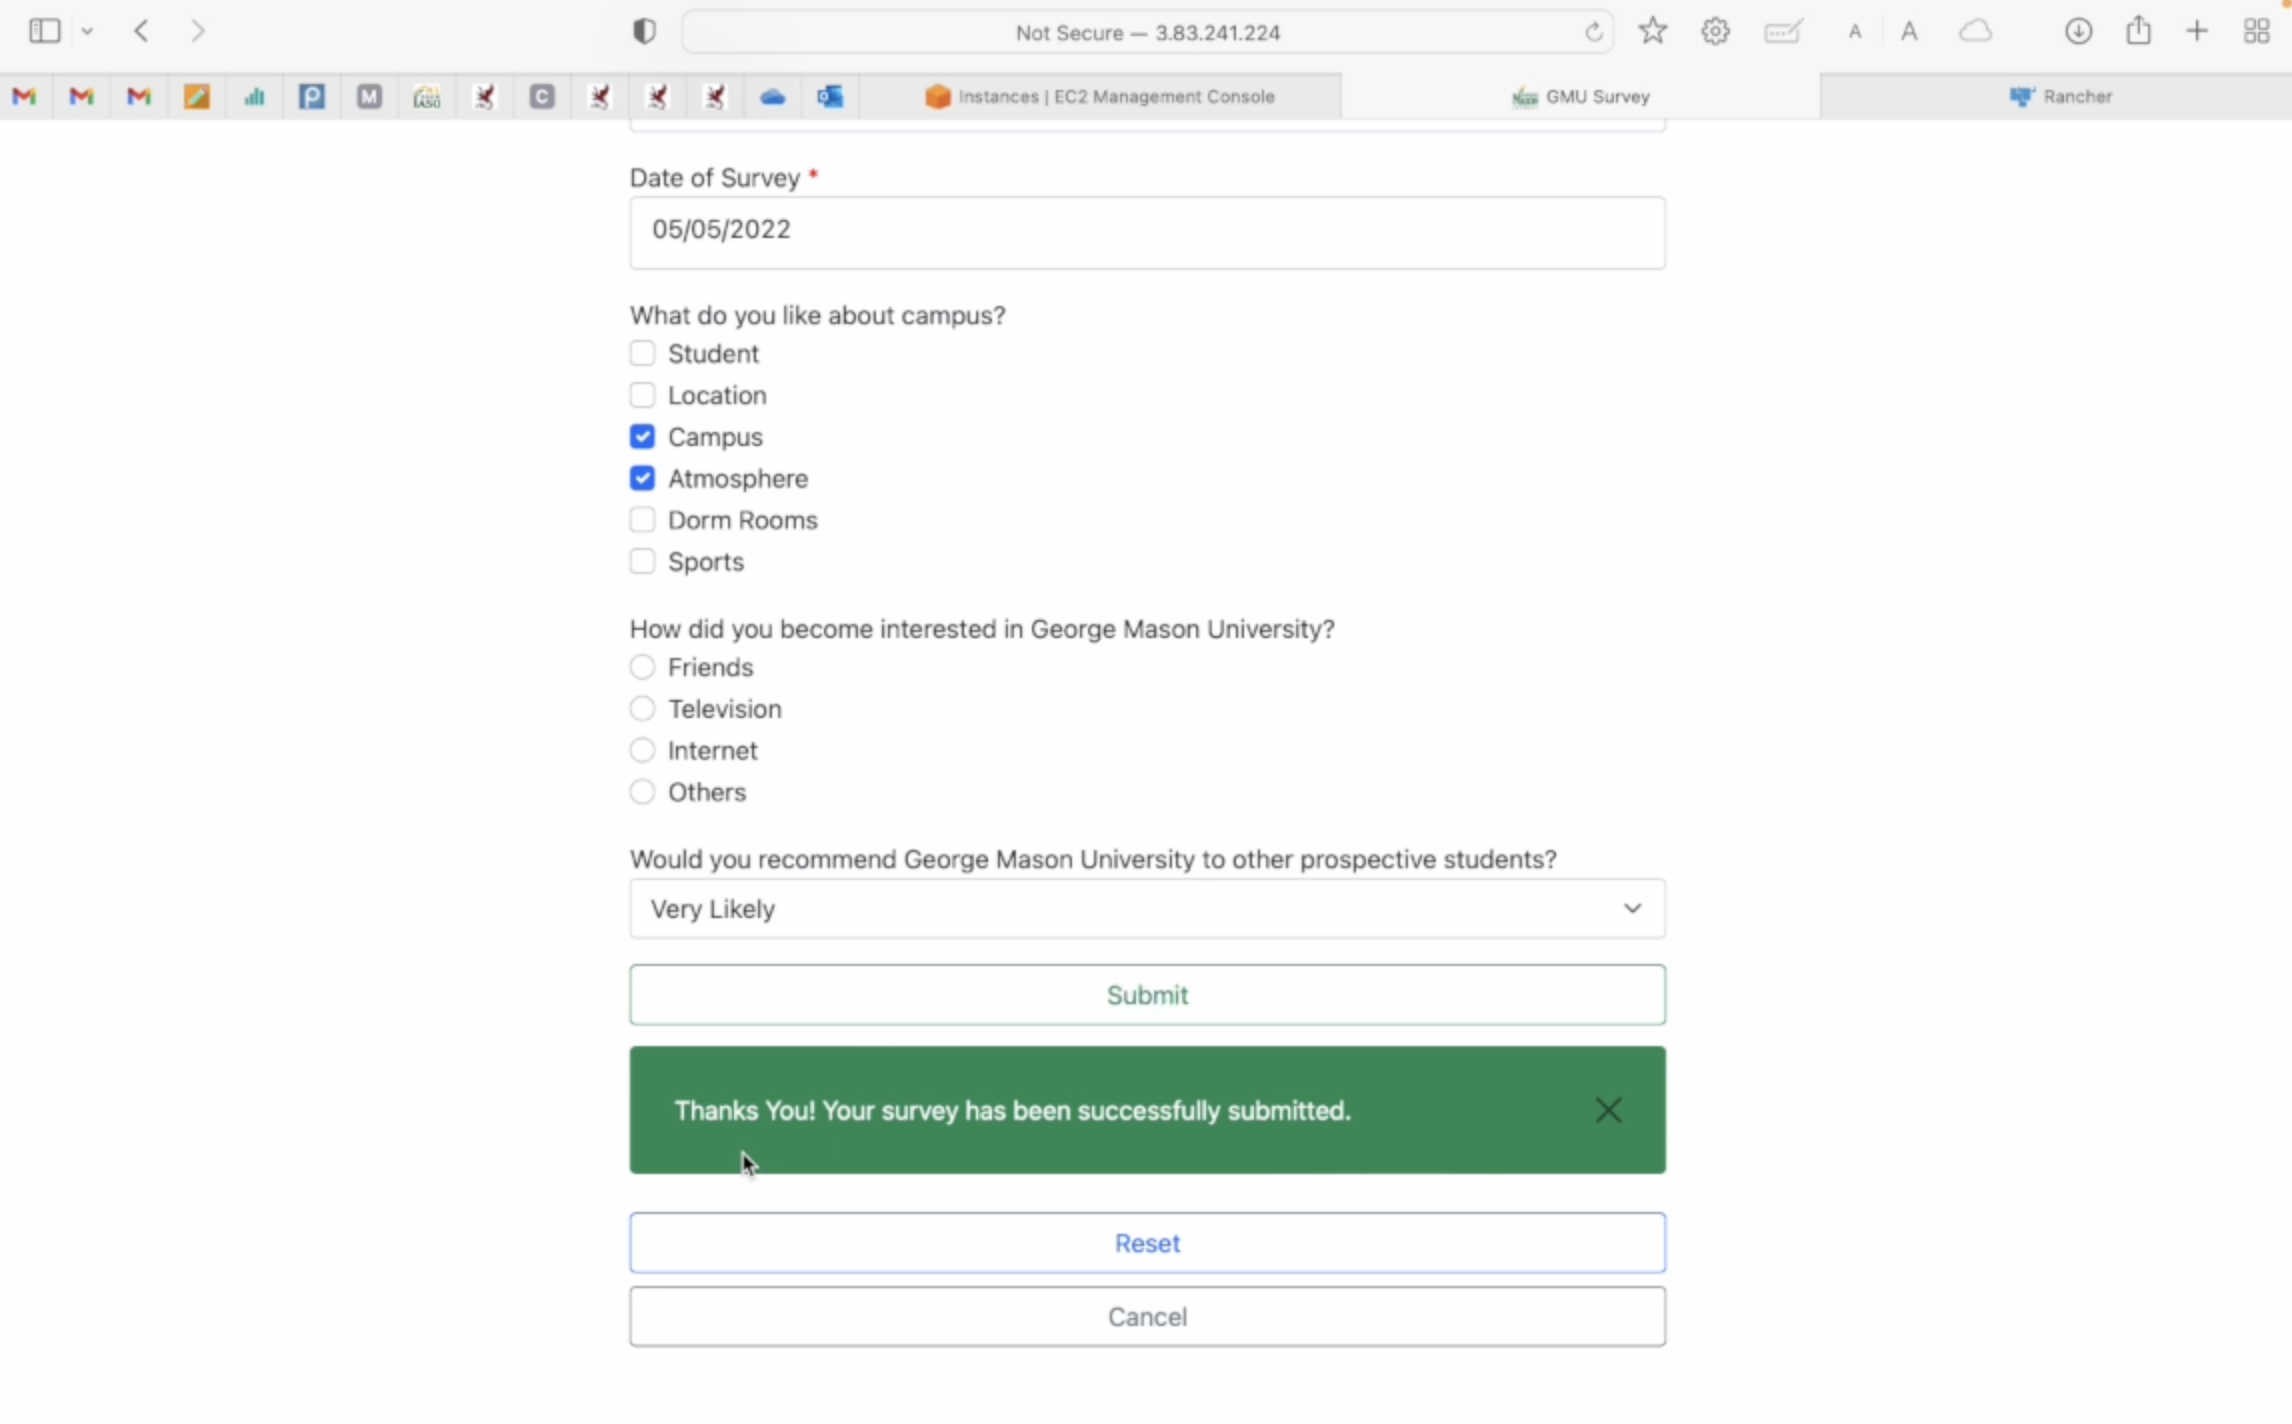 Not Secure — 3.83.241.224
A A
M
C
Instances | EC2 Management Console
GMU Survey
Rancher
Date of Survey *
05/05/2022
What do you like about campus?
Student
Location
Campus
Atmosphere
Dorm Rooms
Sports
How did you become interested in George Mason University?
Friends
Television
Internet
Others
Would you recommend George Mason University to other prospective students?
Very Likely
Submit
Thanks You! Your survey has been successfully submitted.
Reset
Cancel